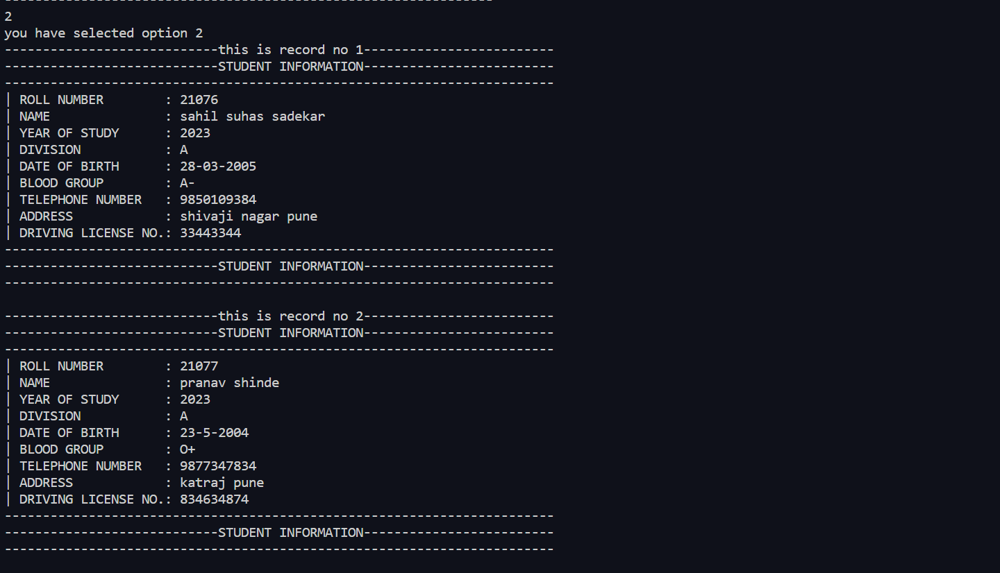 ----------------------------------------------------------------
2
you have selected option 2
----------------------------this is record no 1-------------------------
----------------------------STUDENT INFORMATION-------------------------
------------------------------------------------------------------------
| ROLL NUMBER        : 21076
| NAME               : sahil suhas sadekar
| YEAR OF STUDY      : 2023
| DIVISION           : A
| DATE OF BIRTH      : 28-03-2005
| BLOOD GROUP        : A-
| TELEPHONE NUMBER   : 9850109384
| ADDRESS            : shivaji nagar pune
| DRIVING LICENSE NO.: 33443344
------------------------------------------------------------------------
----------------------------STUDENT INFORMATION-------------------------
------------------------------------------------------------------------

----------------------------this is record no 2-------------------------
----------------------------STUDENT INFORMATION-------------------------
------------------------------------------------------------------------
| ROLL NUMBER        : 21077
| NAME               : pranav shinde
| YEAR OF STUDY      : 2023
| DIVISION           : A
| DATE OF BIRTH      : 23-5-2004
| BLOOD GROUP        : O+
| TELEPHONE NUMBER   : 9877347834
| ADDRESS            : katraj pune
| DRIVING LICENSE NO.: 834634874
------------------------------------------------------------------------
----------------------------STUDENT INFORMATION-------------------------
------------------------------------------------------------------------